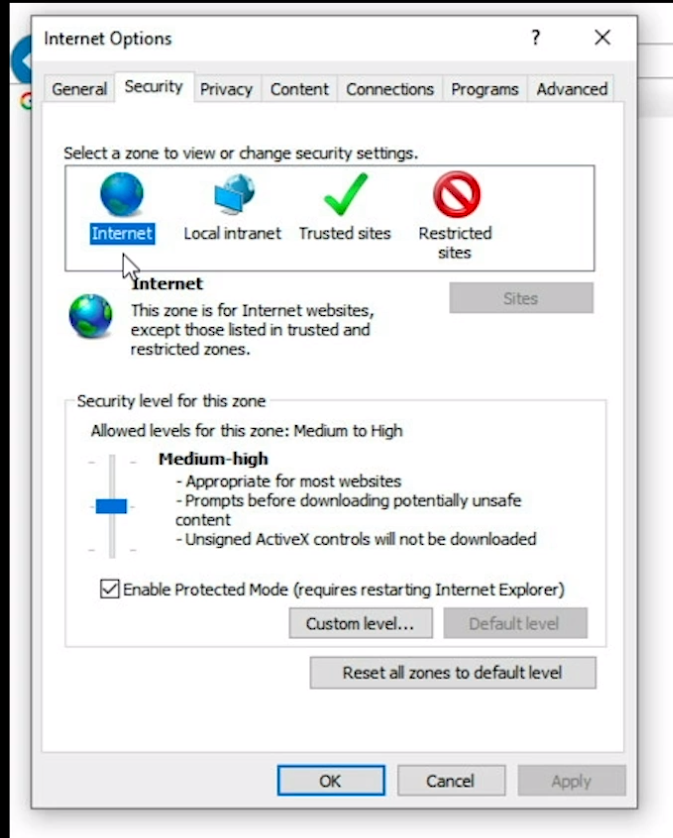 Internet Options
?
General Security Privacy Content Connections Programs Advanced
Select a zone to view or change security settings.
Internet Local intranet Trusted sites Restricted
sites
Internet
Sites
This zone is for Internet websites,
except those listed in trusted and
restricted zones.
Security level for this zone
Allowed levels for this zone: Medium to High
Medium-high
- Appropriate for most websites
- Prompts before downloading potentially unsafe
content
- Unsigned ActiveX controls will not be downloaded
Enable Protected Mode (requires restarting Internet Explorer)
Custom level... Default level
Reset all zones to default level
OK Cancel Apply